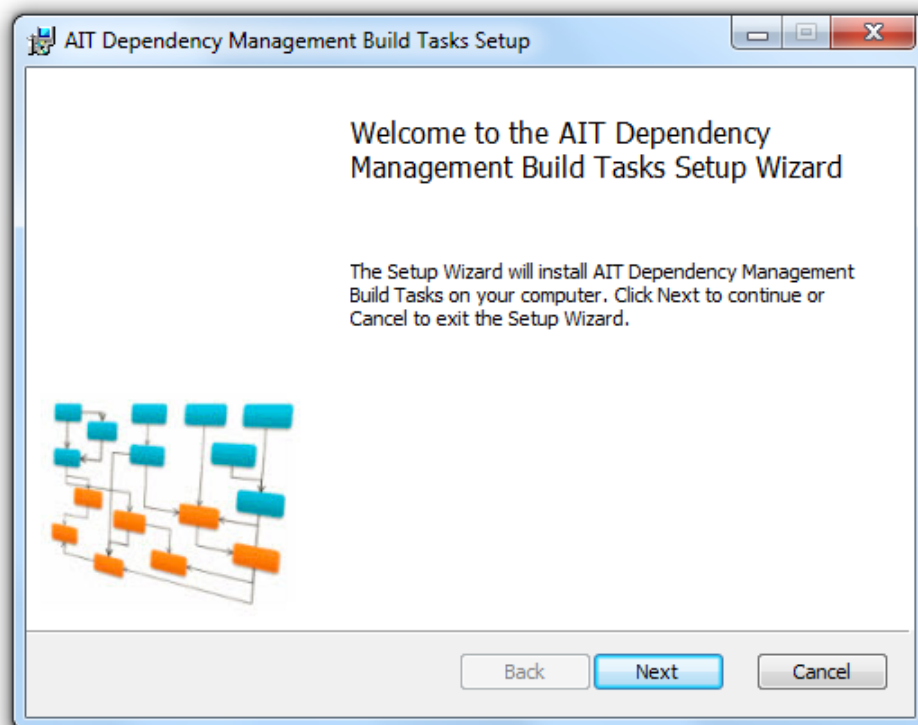 AIT Dependency Management Build Tasks Setup
Welcome to the AIT Dependency
Management Build Tasks Setup Wizard
The Setup Wizard will install AIT Dependency Management
Build Tasks on your computer. Click Next to continue or
Cancel to exit the Setup Wizard.
Back Next Cancel